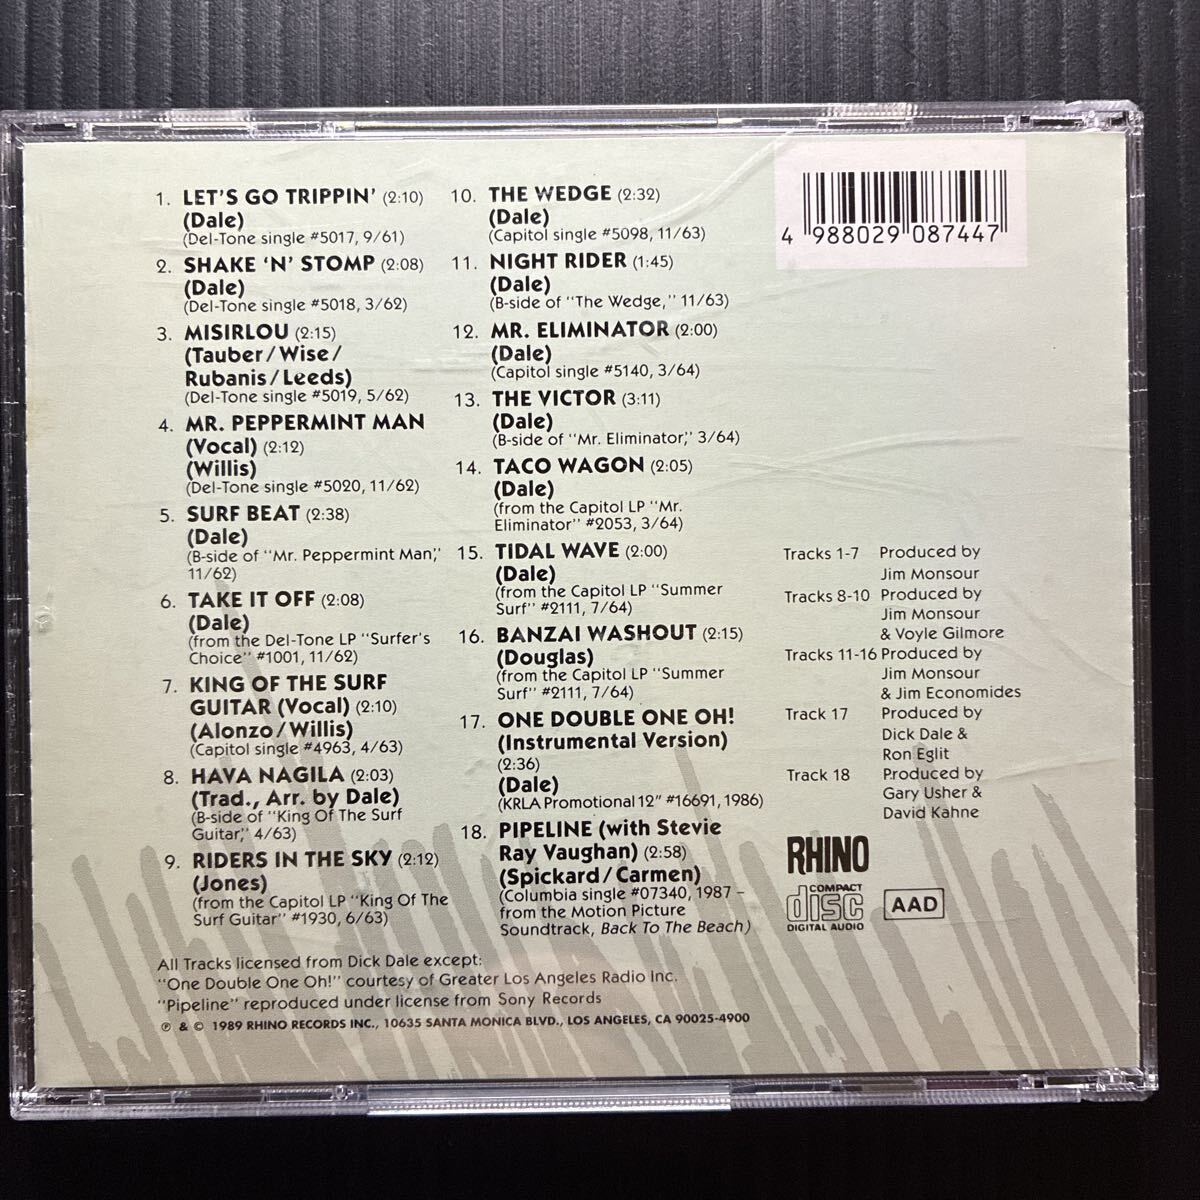 1. LET'S GO TRIPPIN' (2:10)
(Dale)
(Del-Tone single #5017, 9/61)
2. SHAKE 'N' STOMP (2:08)
(Dale)
(Del-Tone single #5018, 3/62)
3. MISIRLOU (2:15)
(Tauber/Wise/
Rubanis/Leeds)
(Del-Tone single #5019, 5/62)
4. MR. PEPPERMINT MAN
(Vocal) (2:12)
(Willis)
(Del-Tone single #5020, 11/62)
5. SURF BEAT (2:38)
(Dale)
(B-side of "Mr. Peppermint Man,"
11/62)
6. TAKE IT OFF (2:08)
(Dale)
(from the Del-Tone LP "Surfer's
Choice" #1001, 11/62)
7. KING OF THE SURF
GUITAR (Vocal) (2:10)
(Alonzo/Willis)
(Capitol single #4963, 4/63)
8. HAVA NAGILA (2:03)
(Trad., Arr. by Dale)
(B-side of "King Of The Surf
Guitar," 4/63)
9. RIDERS IN THE SKY (2:12)
(Jones)
(from the Capitol LP "King Of The
Surf Guitar" #1930, 6/63)
10. THE WEDGE (2:32)
(Dale)
(Capitol single #5098, 11/63)
11. NIGHT RIDER (1:45)
(Dale)
(B-side of "The Wedge," 11/63)
12. MR. ELIMINATOR (2:00)
(Dale)
(Capitol single #5140, 3/64)
13. THE VICTOR (3:11)
(Dale)
(B-side of "Mr. Eliminator," 3/64)
14. TACO WAGON (2:05)
(Dale)
(from the Capitol LP "Mr.
Eliminator" #2053, 3/64)
15. TIDAL WAVE (2:00)
(Dale)
(from the Capitol LP "Summer
Surf" #2111, 7/64)
16. BANZAI WASHOUT (2:15)
(Douglas)
(from the Capitol LP "Summer
Surf" #2111, 7/64)
17. ONE DOUBLE ONE OH!
(Instrumental Version)
(2:36)
(Dale)
(KRLA Promotional 12" #16691, 1986)
18. PIPELINE (with Stevie
Ray Vaughan) (2:58)
(Spickard/Carmen)
(Columbia single #07340, 1987 –
from the Motion Picture
Soundtrack, Back To The Beach)
4 988029 087447
Tracks 1-7 Produced by
Jim Monsour
Tracks 8-10 Produced by
Jim Monsour
& Voyle Gilmore
Tracks 11-16 Produced by
Jim Monsour
& Jim Economides
Track 17 Produced by
Dick Dale &
Ron Eglit
Track 18 Produced by
Gary Usher &
David Kahne
RHINO
COMPACT
disc
DIGITAL AUDIO
AAD
All Tracks licensed from Dick Dale except:
"One Double One Oh!" courtesy of Greater Los Angeles Radio Inc.
"Pipeline" reproduced under license from Sony Records
℗ & © 1989 RHINO RECORDS INC., 10635 SANTA MONICA BLVD., LOS ANGELES, CA 90025-4900